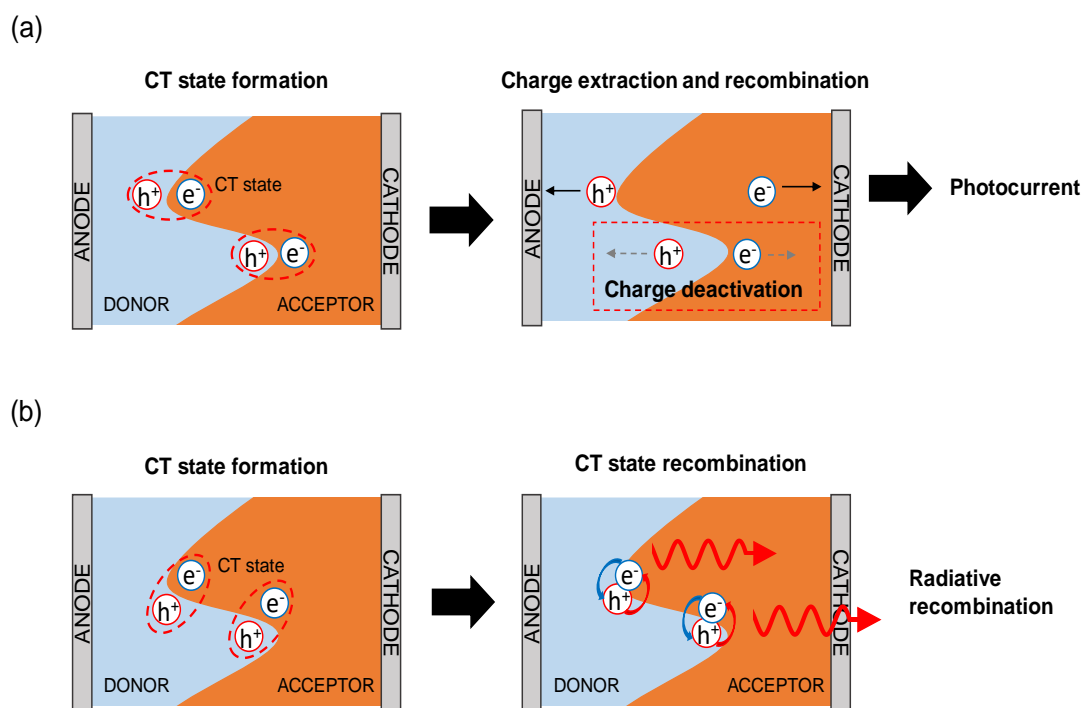 (a)
CT state formation
Charge extraction and recombination
ANODE
h+
e-
CT state
h+
e-
DONOR
ACCEPTOR
CATHODE
ANODE
h+
e-
h+
e-
Charge deactivation
CATHODE
Photocurrent
(b)
CT state formation
CT state recombination
ANODE
CT state
e-
h+
e-
h+
DONOR
ACCEPTOR
CATHODE
ANODE
e-
h+
e-
h+
DONOR
ACCEPTOR
CATHODE
Radiative
recombination